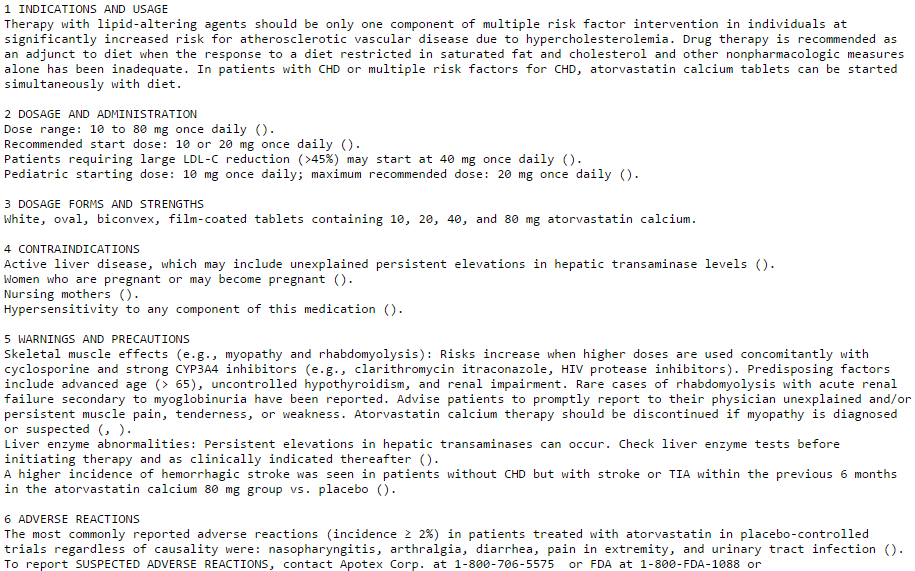 1 INDICATIONS AND USAGE
Therapy with lipid-altering agents should be only one component of multiple risk factor intervention in individuals at
significantly increased risk for atherosclerotic vascular disease due to hypercholesterolemia. Drug therapy is recommended as
an adjunct to diet when the response to a diet restricted in saturated fat and cholesterol and other nonpharmacologic measures
alone has been inadequate. In patients with CHD or multiple risk factors for CHD, atorvastatin calcium tablets can be started
simultaneously with diet.
2 DOSAGE AND ADMINISTRATION
Dose range: 10 to 80 mg once daily ().
Recommended start dose: 10 or 20 mg once daily ().
Patients requiring large LDL-C reduction (>45%) may start at 40 mg once daily ().
Pediatric starting dose: 10 mg once daily; maximum recommended dose: 20 mg once daily ().
3 DOSAGE FORMS AND STRENGTHS
White, oval, biconvex, film-coated tablets containing 10, 20, 40, and 80 mg atorvastatin calcium.
4 CONTRAINDICATIONS
Active liver disease, which may include unexplained persistent elevations in hepatic transaminase levels ().
Women who are pregnant or may become pregnant ().
Nursing mothers ().
Hypersensitivity to any component of this medication ().
5 WARNINGS AND PRECAUTIONS
Skeletal muscle effects (e.g., myopathy and rhabdomyolysis): Risks increase when higher doses are used concomitantly with
cyclosporine and strong CYP3A4 inhibitors (e.g., clarithromycin itraconazole, HIV protease inhibitors). Predisposing factors
include advanced age (> 65), uncontrolled hypothyroidism, and renal impairment. Rare cases of rhabdomyolysis with acute renal
failure secondary to myoglobinuria have been reported. Advise patients to promptly report to their physician unexplained and/or
persistent muscle pain, tenderness, or weakness. Atorvastatin calcium therapy should be discontinued if myopathy is diagnosed
or suspected (, ).
Liver enzyme abnormalities: Persistent elevations in hepatic transaminases can occur. Check liver enzyme tests before
initiating therapy and as clinically indicated thereafter ().
A higher incidence of hemorrhagic stroke was seen in patients without CHD but with stroke or TIA within the previous 6 months
in the atorvastatin calcium 80 mg group vs. placebo ().
6 ADVERSE REACTIONS
The most commonly reported adverse reactions (incidence ≥ 2%) in patients treated with atorvastatin in placebo-controlled
trials regardless of causality were: nasopharyngitis, arthralgia, diarrhea, pain in extremity, and urinary tract infection ().
To report SUSPECTED ADVERSE REACTIONS, contact Apotex Corp. at 1-800-706-5575  or FDA at 1-800-FDA-1088 or